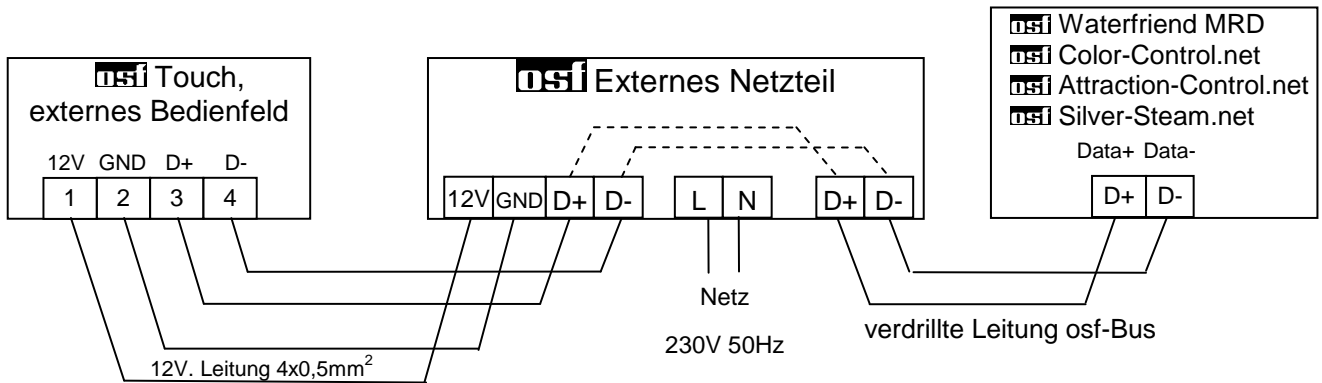 osf Touch,
externes Bedienfeld
12V GND D+ D-
1 2 3 4
osf Externes Netzteil
12V GND D+ D- L N D+ D-
osf Waterfriend MRD
osf Color-Control.net
osf Attraction-Control.net
osf Silver-Steam.net
Data+ Data-
D+ D-
Netz
230V 50Hz
verdrillte Leitung osf-Bus
12V. Leitung 4x0,5mm²